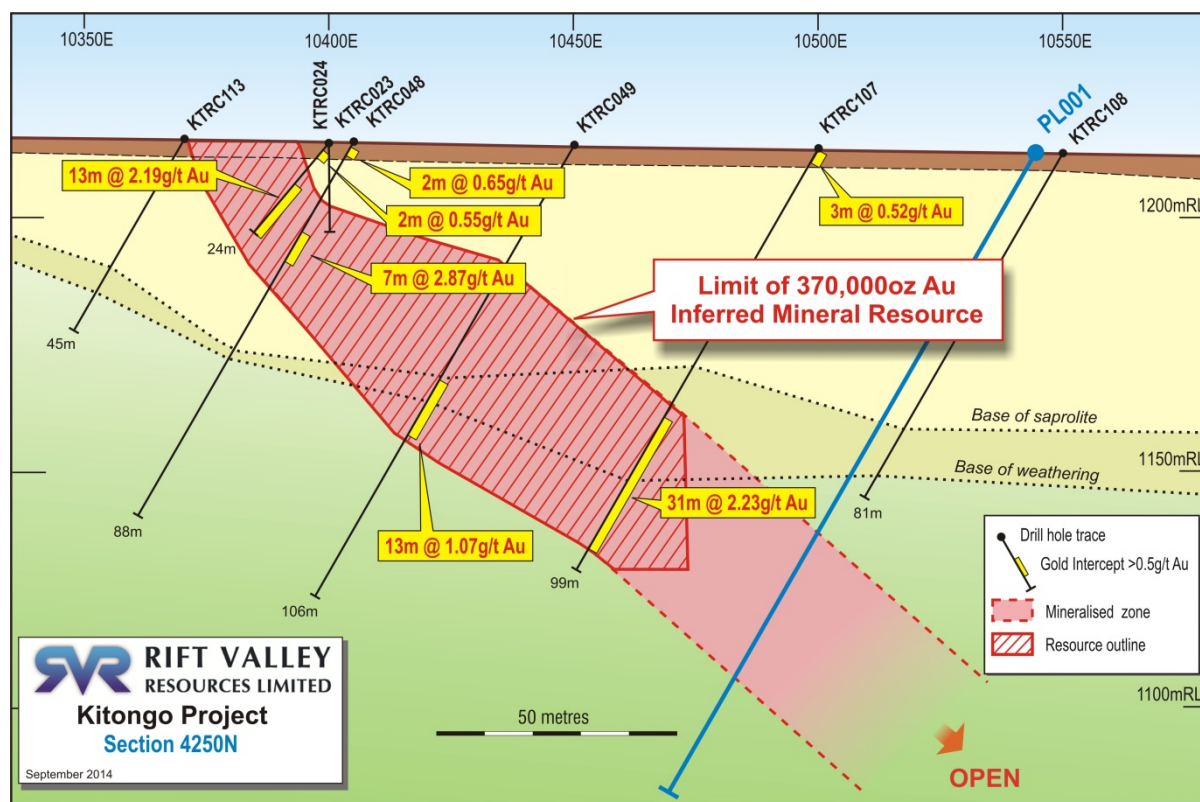 10350E
10400E
10450E
10500E
10550E
KTRC113
KTRC024
KTRC023
KTRC048
KTRC049
KTRC107
PL001
KTRC108
13m @ 2.19g/t Au
2m @ 0.65g/t Au
2m @ 0.55g/t Au
3m @ 0.52g/t Au
1200mRL
24m
7m @ 2.87g/t Au
Limit of 370,000oz Au
Inferred Mineral Resource
45m
Base of saprolite
Base of weathering
1150mRL
31m @ 2.23g/t Au
81m
88m
13m @ 1.07g/t Au
99m
106m
Drill hole trace
Gold Intercept >0.5g/t Au
Mineralised zone
Resource outline
SVR RIFT VALLEY
RESOURCES LIMITED
Kitongo Project
Section 4250N
September 2014
50 metres
1100mRL
OPEN